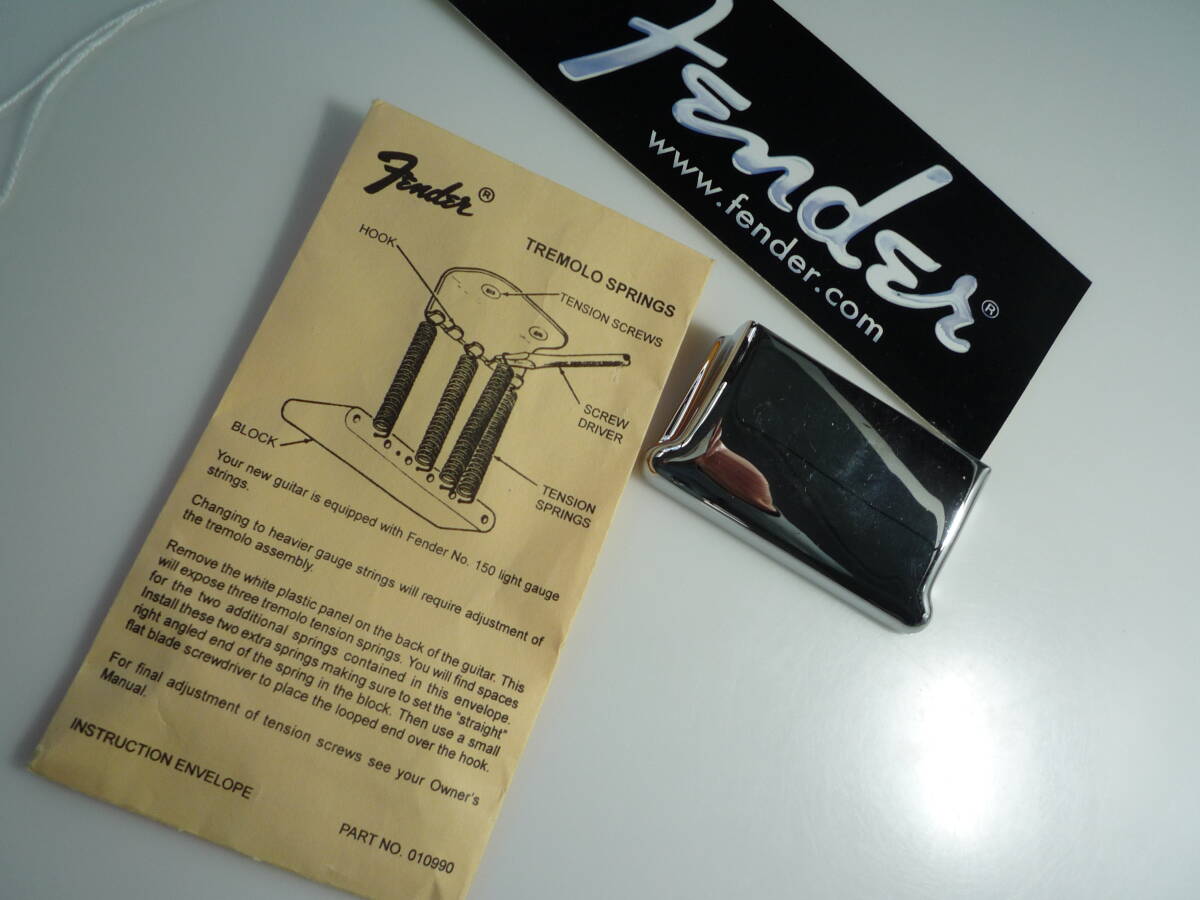 Fender®
www.fender.com
Fender®
TREMOLO SPRINGS
HOOK
TENSION SCREWS
SCREW
DRIVER
BLOCK
TENSION
SPRINGS
Your new guitar is equipped with Fender No. 150 light gauge
strings.
Changing to heavier gauge strings will require adjustment of
the tremolo assembly.
Remove the white plastic panel on the back of the guitar. This
will expose three tremolo tension springs. You will find spaces
for the two additional springs contained in this envelope.
Install these two extra springs making sure to set the "straight"
right angled end of the spring in the block. Then use a small
flat blade screwdriver to place the looped end over the hook.
For final adjustment of tension screws see your Owner's
Manual.
INSTRUCTION ENVELOPE
PART NO. 010990